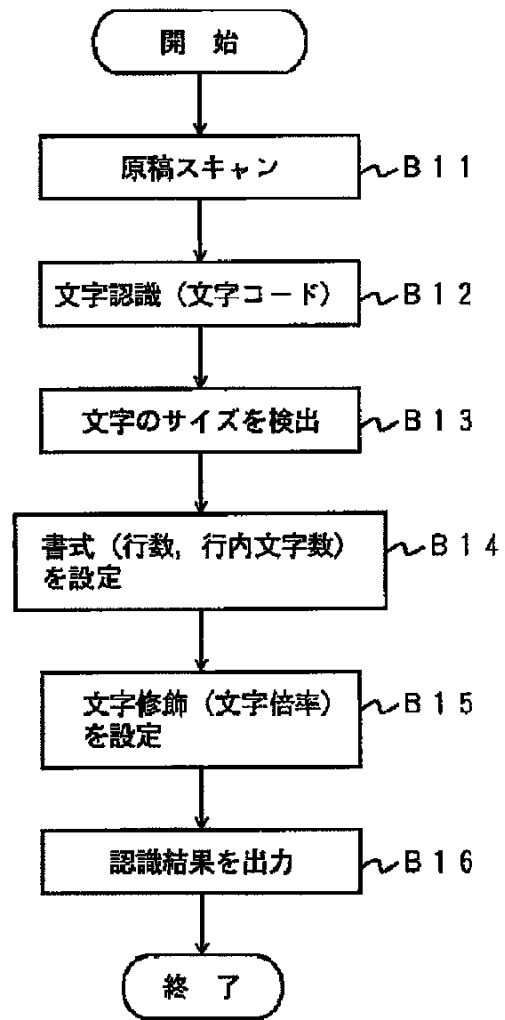 開 始
原稿スキャン
B11
文字認識（文字コード）
B12
文字のサイズを検出
B13
書式（行数，行内文字数）
を設定
B14
文字修飾（文字倍率）
を設定
B15
認識結果を出力
B16
終 了